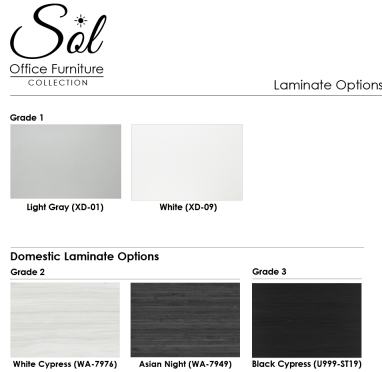 Sol
Office Furniture
COLLECTION
Laminate Options
Grade 1
Light Gray (XD-01)
White (XD-09)
Domestic Laminate Options
Grade 2
Grade 3
White Cypress (WA-7976)
Asian Night (WA-7949)
Black Cypress (U999-ST19)